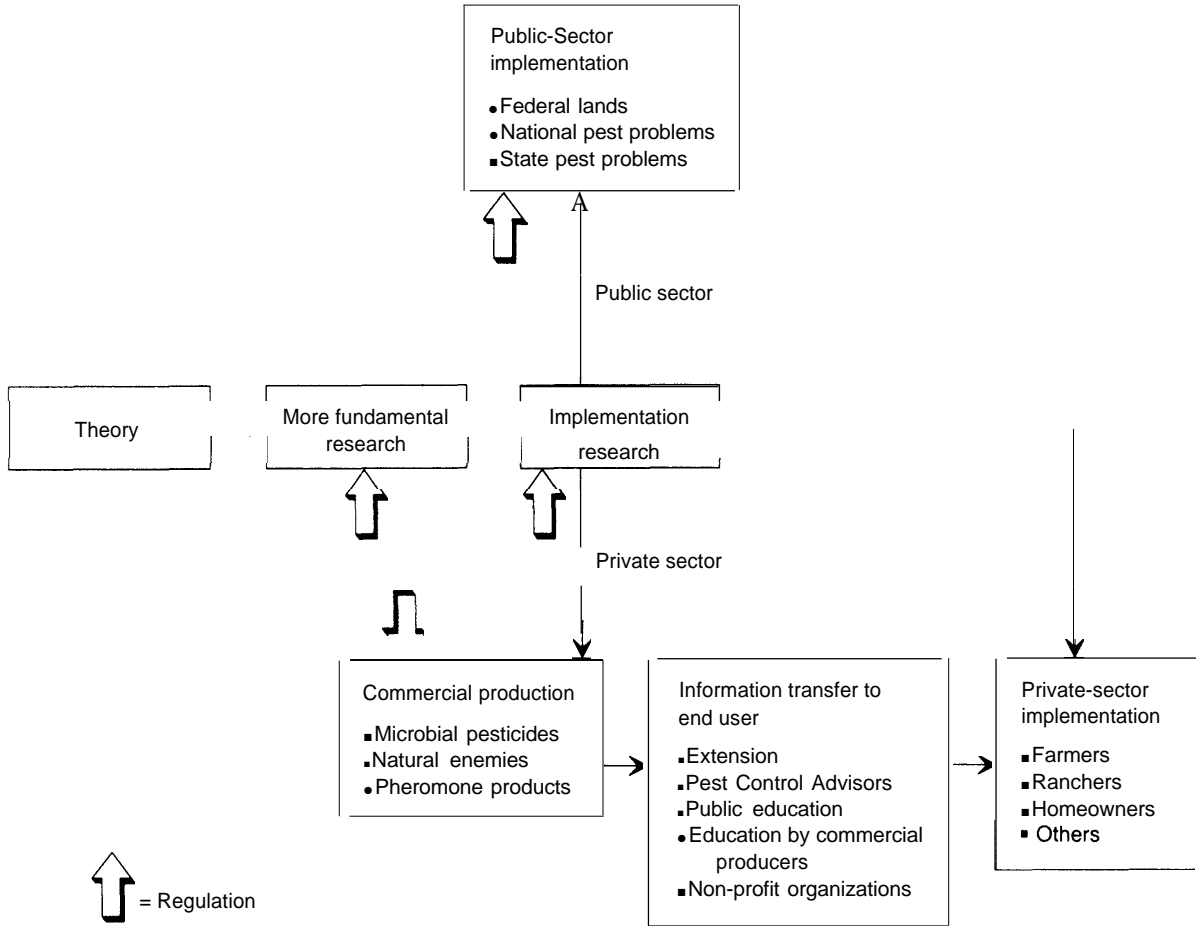 Public-Sector
implementation
•Federal lands
•National pest problems
▪State pest problems
A
Public sector
Theory
More fundamental
research
Implementation
research
Private sector
Commercial production
▪Microbial pesticides
▪Natural enemies
•Pheromone products
Information transfer to
end user
▪Extension
▪Pest Control Advisors
▪Public education
•Education by commercial
producers
▪Non-profit organizations
Private-sector
implementation
▪Farmers
▪Ranchers
▪Homeowners
▪ Others
= Regulation